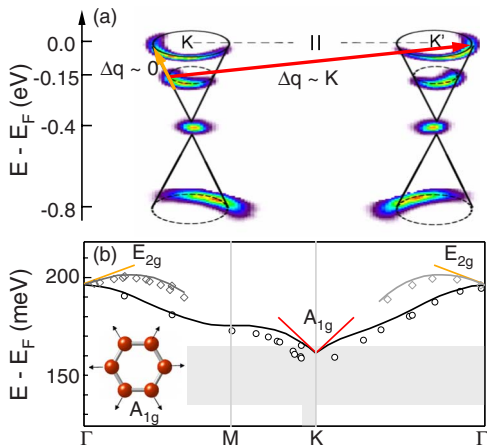 (a)
0.0
K
II
K'
Δq ~ 0
Δq ~ K
-0.15
-0.4
-0.8
E - E_F (eV)
(b)
E_2g
E_2g
200
A_1g
150
E - E_F (meV)
A_1g
Γ
M
K
Γ